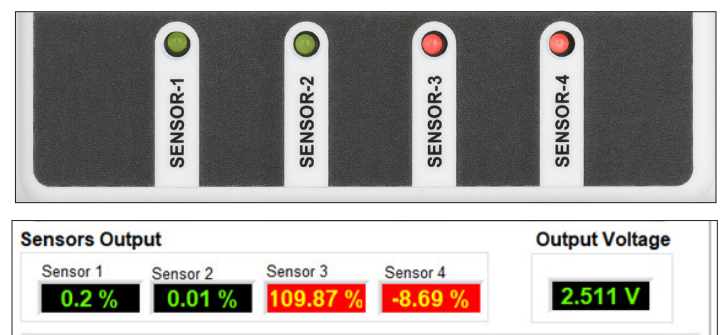 SENSOR-1
SENSOR-2
SENSOR-3
SENSOR-4
Sensors Output
Output Voltage
Sensor 1
Sensor 2
Sensor 3
Sensor 4
0.2 %
0.01 %
109.87 %
-8.69 %
2.511 V